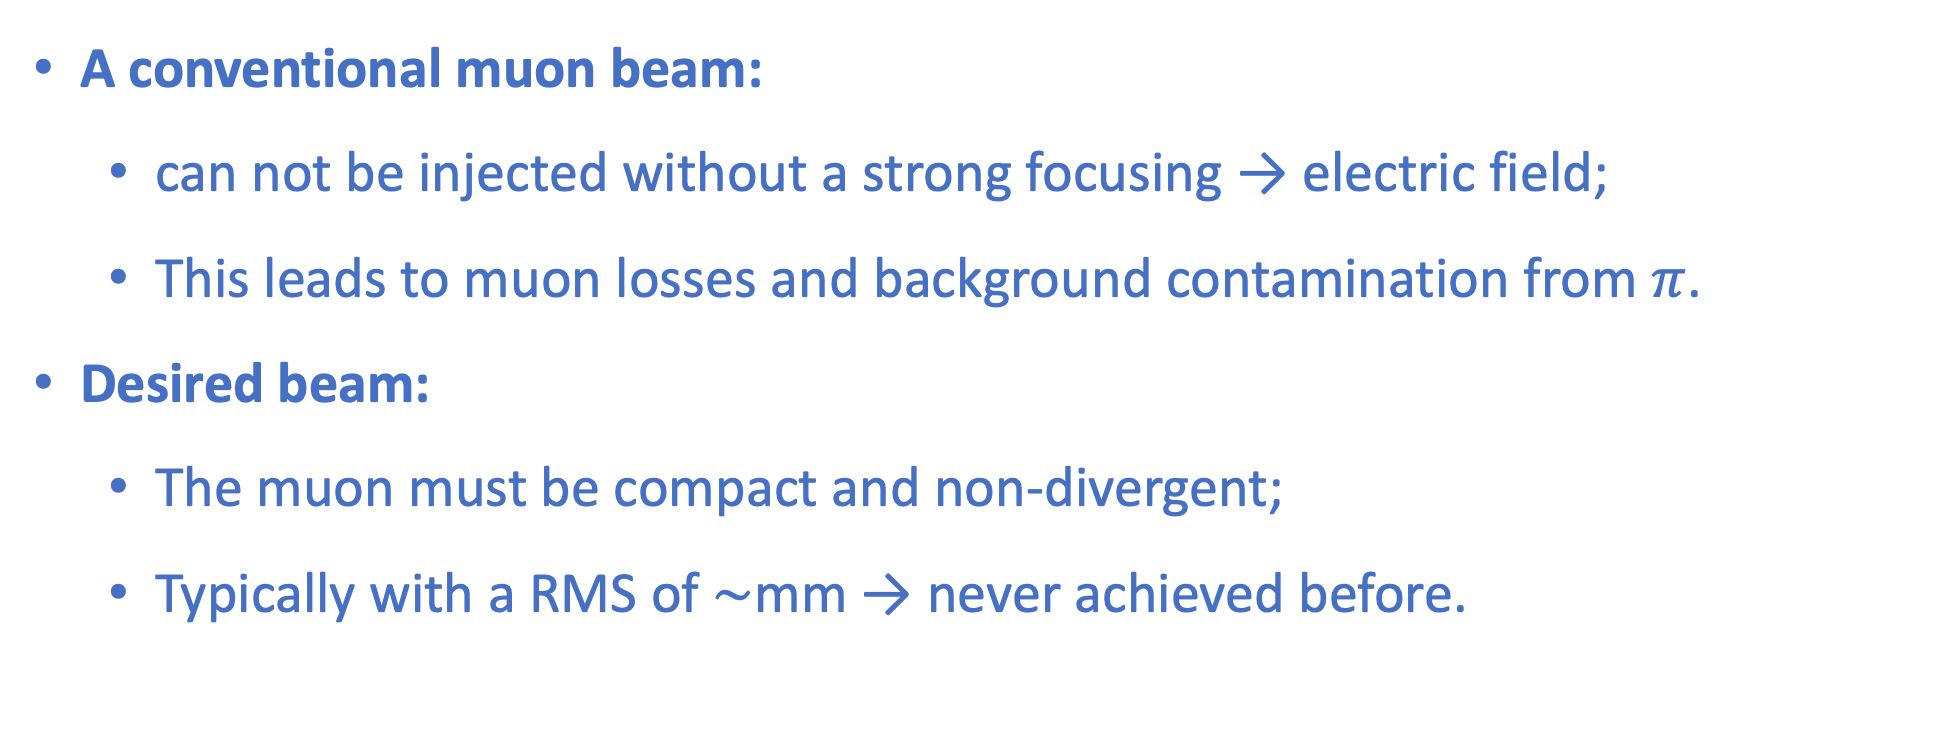 • A conventional muon beam:
• can not be injected without a strong focusing → electric field;
• This leads to muon losses and background contamination from π.
• Desired beam:
• The muon must be compact and non-divergent;
• Typically with a RMS of ~mm → never achieved before.